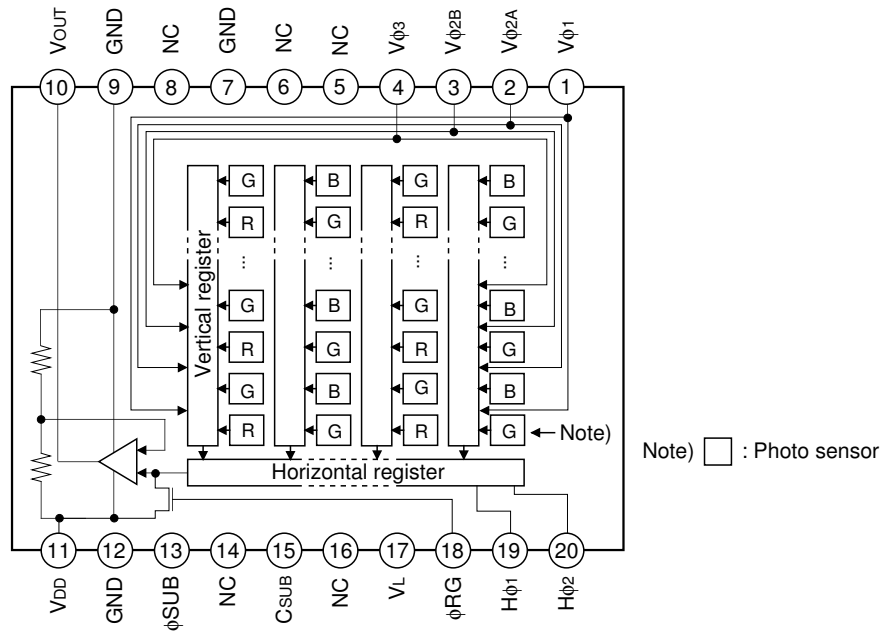 VOUT GND NC GND NC NC Vϕ3 Vϕ2B Vϕ2A Vϕ1
10 9 8 7 6 5 4 3 2 1
G B G B
R G R G
... ... ... ...
Vertical register
G B G B
R G R G
G B G B
R G R G
Note)
Note) : Photo sensor
Horizontal register
11 12 13 14 15 16 17 18 19 20
VDD GND ϕSUB NC CSUB NC VL ϕRG Hϕ1 Hϕ2